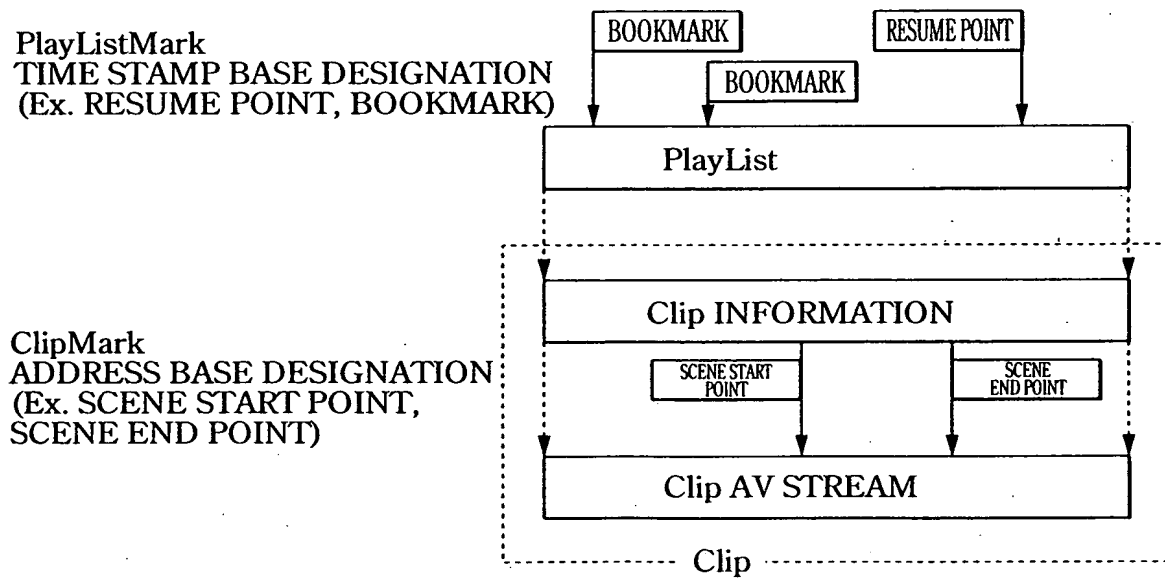 PlayListMark
TIME STAMP BASE DESIGNATION
(Ex. RESUME POINT, BOOKMARK)
BOOKMARK
RESUME POINT
BOOKMARK
PlayList
Clip INFORMATION
ClipMark
ADDRESS BASE DESIGNATION
(Ex. SCENE START POINT,
SCENE END POINT)
SCENE START
POINT
SCENE
END POINT
Clip AV STREAM
Clip